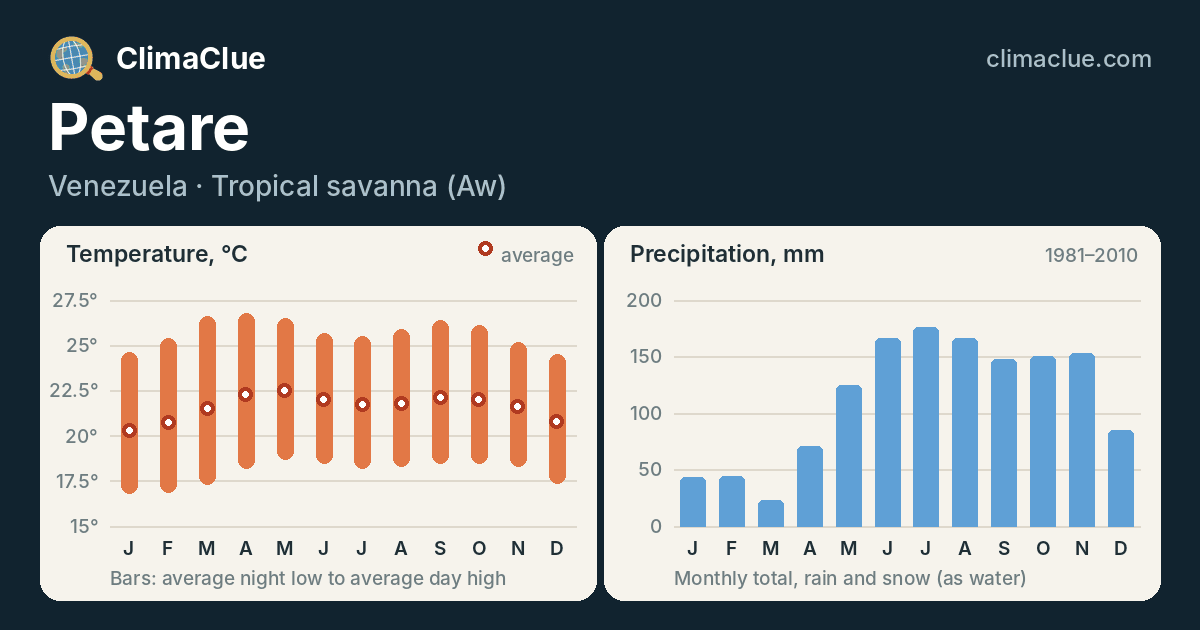 ClimaClue
climaclue.com
Petare
Venezuela · Tropical savanna (Aw)
Temperature, °C
average
27.5°
25°
22.5°
20°
17.5°
15°
J F M A M J J A S O N D
Bars: average night low to average day high
Precipitation, mm
1981–2010
200
150
100
50
0
J F M A M J J A S O N D
Monthly total, rain and snow (as water)